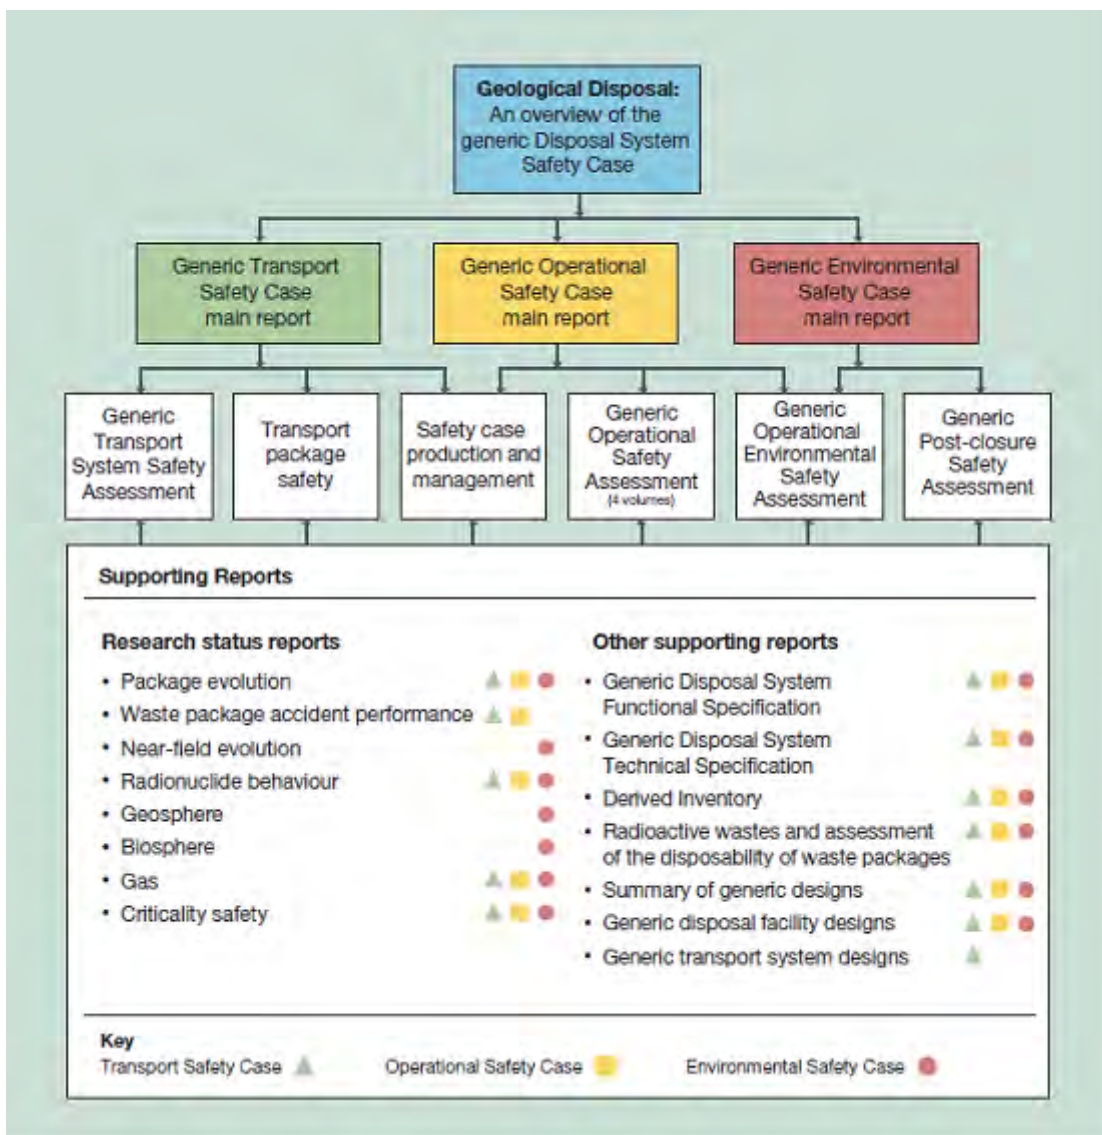 Geological Disposal:
An overview of the
generic Disposal System
Safety Case
Generic Transport
Safety Case
main report
Generic Operational
Safety Case
main report
Generic Environmental
Safety Case
main report
Generic
Transport
System Safety
Assessment
Transport
package
safety
Safety case
production and
management
Generic
Operational
Safety
Assessment
(4 volumes)
Generic
Operational
Environmental
Safety
Assessment
Generic
Post-closure
Safety
Assessment
Supporting Reports
Research status reports
• Package evolution
• Waste package accident performance
• Near-field evolution
• Radionuclide behaviour
• Geosphere
• Biosphere
• Gas
• Criticality safety
Other supporting reports
• Generic Disposal System
Functional Specification
• Generic Disposal System
Technical Specification
• Derived Inventory
• Radioactive wastes and assessment
of the disposability of waste packages
• Summary of generic designs
• Generic disposal facility designs
• Generic transport system designs
Key
Transport Safety Case
Operational Safety Case
Environmental Safety Case